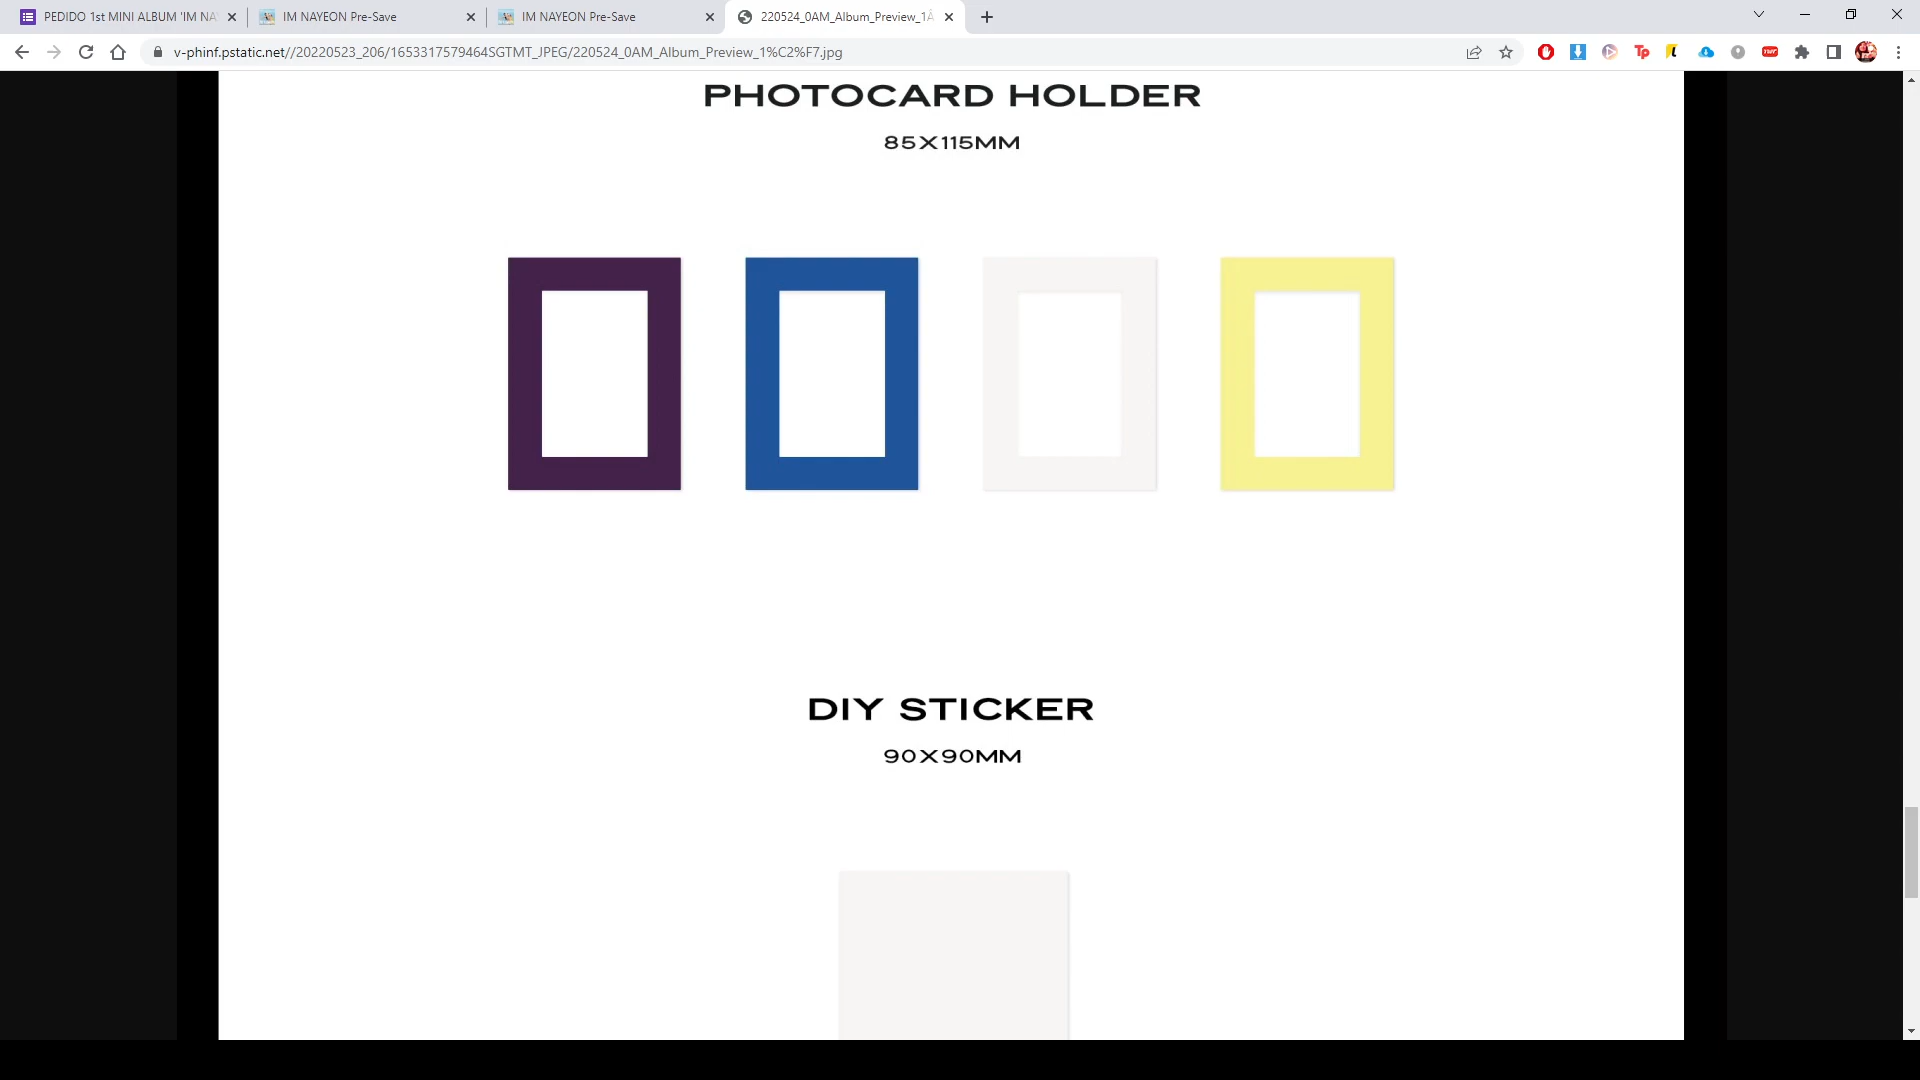 PEDIDO 1st MINI ALBUM 'IM NA
IM NAYEON Pre-Save
IM NAYEON Pre-Save
220524_0AM_Album_Preview_1Â
v-phinf.pstatic.net//20220523_206/1653317579464SGTMT_JPEG/220524_0AM_Album_Preview_1%C2%F7.jpg
PHOTOCARD HOLDER
85X115MM
DIY STICKER
90X90MM